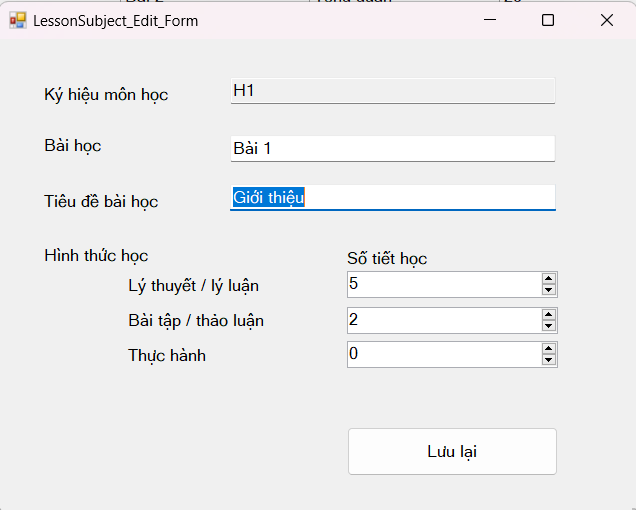 LessonSubject_Edit_Form
Ký hiệu môn học H1
Bài học Bài 1
Tiêu đề bài học Giới thiệu
Hình thức học Số tiết học
Lý thuyết / lý luận 5
Bài tập / thảo luận 2
Thực hành 0
Lưu lại